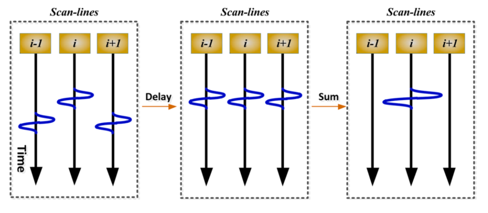 Scan-lines
i-1 i i+1
Time
Delay
Scan-lines
i-1 i i+1
Sum
Scan-lines
i-1 i i+1